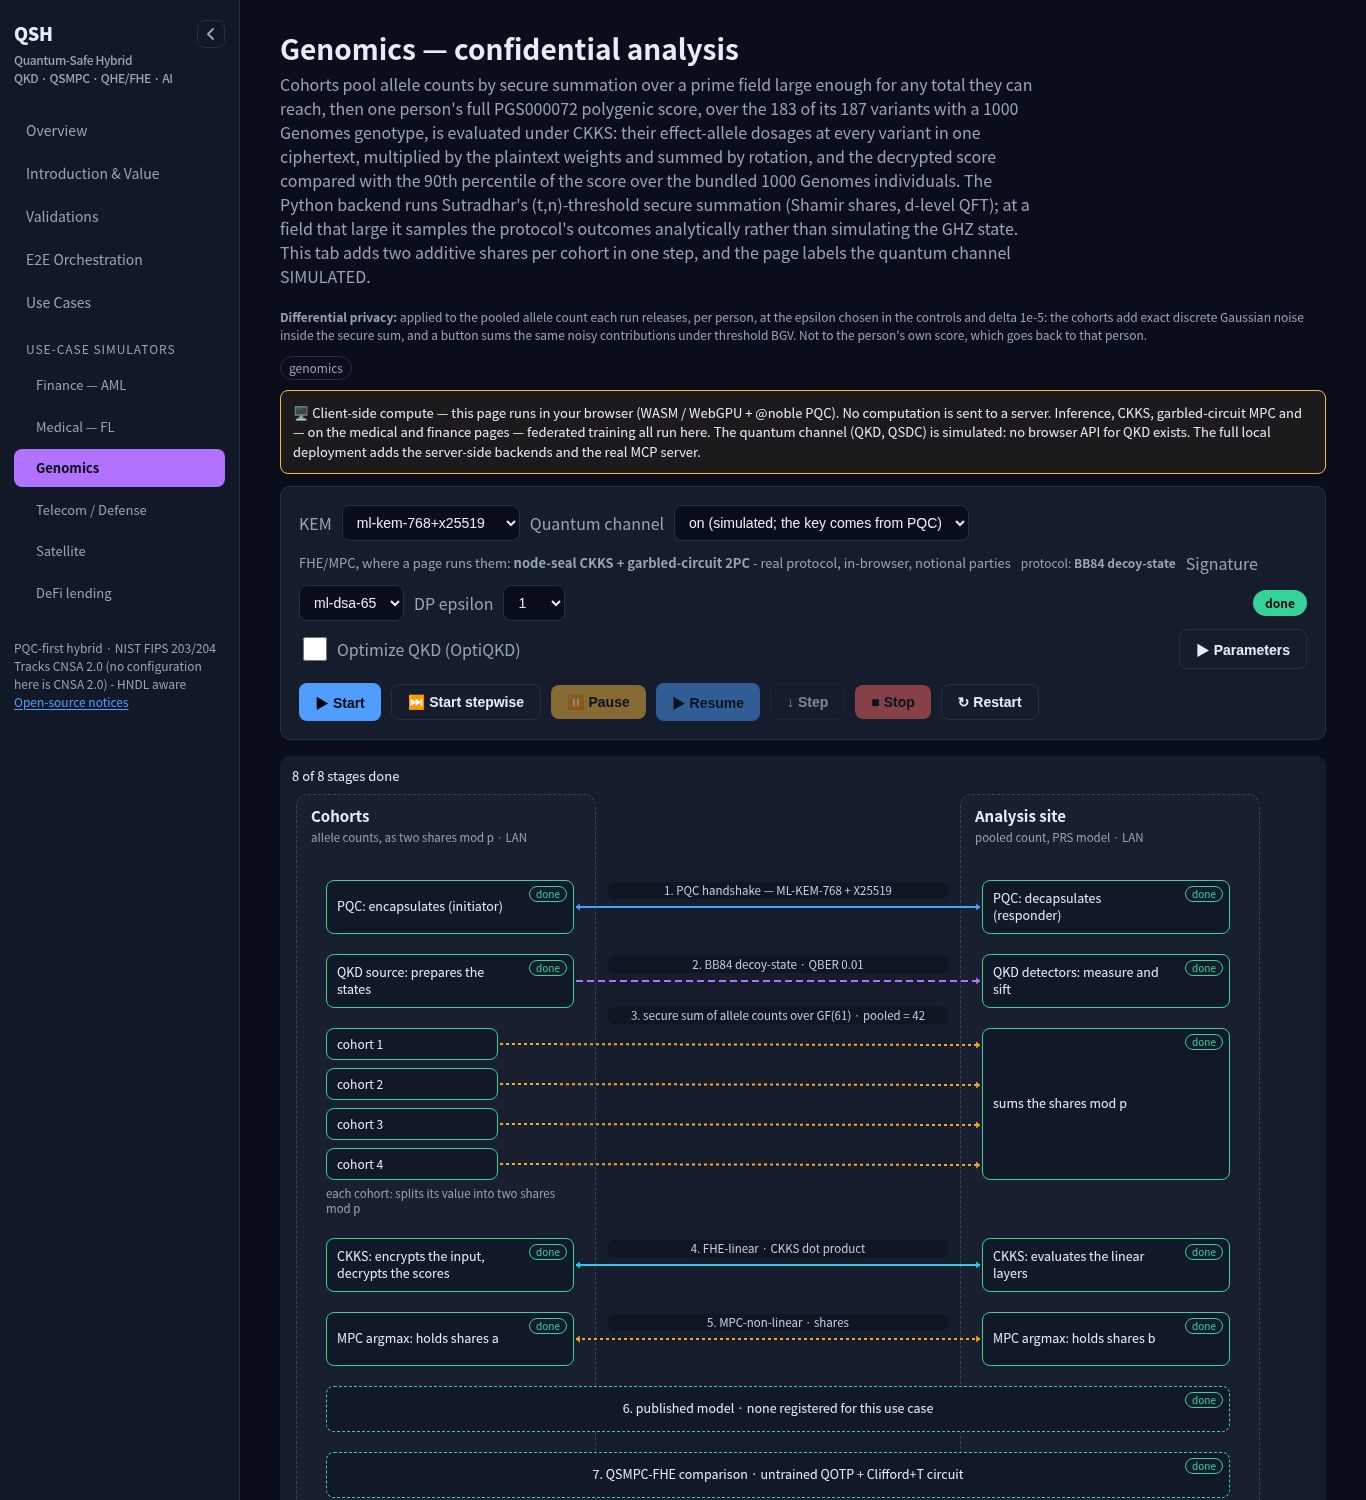 QSH
Quantum-Safe Hybrid
QKD · QSMPC · QHE/FHE · AI
Overview
Introduction & Value
Validations
E2E Orchestration
Use Cases
USE-CASE SIMULATORS
Finance — AML
Medical — FL
Genomics
Telecom / Defense
Satellite
DeFi lending
PQC-first hybrid · NIST FIPS 203/204
Tracks CNSA 2.0 (no configuration
here is CNSA 2.0) - HNDL aware
Open-source notices
Genomics — confidential analysis
Cohorts pool allele counts by secure summation over a prime field large enough for any total they can
reach, then one person's full PGS000072 polygenic score, over the 183 of its 187 variants with a 1000
Genomes genotype, is evaluated under CKKS: their effect-allele dosages at every variant in one
ciphertext, multiplied by the plaintext weights and summed by rotation, and the decrypted score
compared with the 90th percentile of the score over the bundled 1000 Genomes individuals. The
Python backend runs Sutradhar's (t,n)-threshold secure summation (Shamir shares, d-level QFT); at a
field that large it samples the protocol's outcomes analytically rather than simulating the GHZ state.
This tab adds two additive shares per cohort in one step, and the page labels the quantum channel
SIMULATED.
Differential privacy: applied to the pooled allele count each run releases, per person, at the epsilon chosen in the controls and delta 1e-5: the cohorts add exact discrete Gaussian noise
inside the secure sum, and a button sums the same noisy contributions under threshold BGV. Not to the person's own score, which goes back to that person.
genomics
🖥️ Client-side compute — this page runs in your browser (WASM / WebGPU + @noble PQC). No computation is sent to a server. Inference, CKKS, garbled-circuit MPC and
— on the medical and finance pages — federated training all run here. The quantum channel (QKD, QSDC) is simulated: no browser API for QKD exists. The full local
deployment adds the server-side backends and the real MCP server.
KEM ml-kem-768+x25519 Quantum channel on (simulated; the key comes from PQC)
FHE/MPC, where a page runs them: node-seal CKKS + garbled-circuit 2PC - real protocol, in-browser, notional parties protocol: BB84 decoy-state Signature
ml-dsa-65 DP epsilon 1 done
Optimize QKD (OptiQKD) ▶ Parameters
▶ Start ⏩ Start stepwise ⏸ Pause ▶ Resume ↓ Step ■ Stop ↻ Restart
8 of 8 stages done
Cohorts
allele counts, as two shares mod p · LAN
Analysis site
pooled count, PRS model · LAN
PQC: encapsulates (initiator) done
1. PQC handshake — ML-KEM-768 + X25519
PQC: decapsulates
(responder)
done
QKD source: prepares the
states
done
2. BB84 decoy-state · QBER 0.01
QKD detectors: measure and
sift
done
3. secure sum of allele counts over GF(61) · pooled = 42
cohort 1
cohort 2
cohort 3
cohort 4
each cohort: splits its value into two shares
mod p
done
sums the shares mod p
CKKS: encrypts the input,
decrypts the scores
done
4. FHE-linear · CKKS dot product
CKKS: evaluates the linear
layers
done
MPC argmax: holds shares a
done
5. MPC-non-linear · shares
MPC argmax: holds shares b
done
6. published model · none registered for this use case
done
7. QSMPC-FHE comparison · untrained QOTP + Clifford+T circuit
done